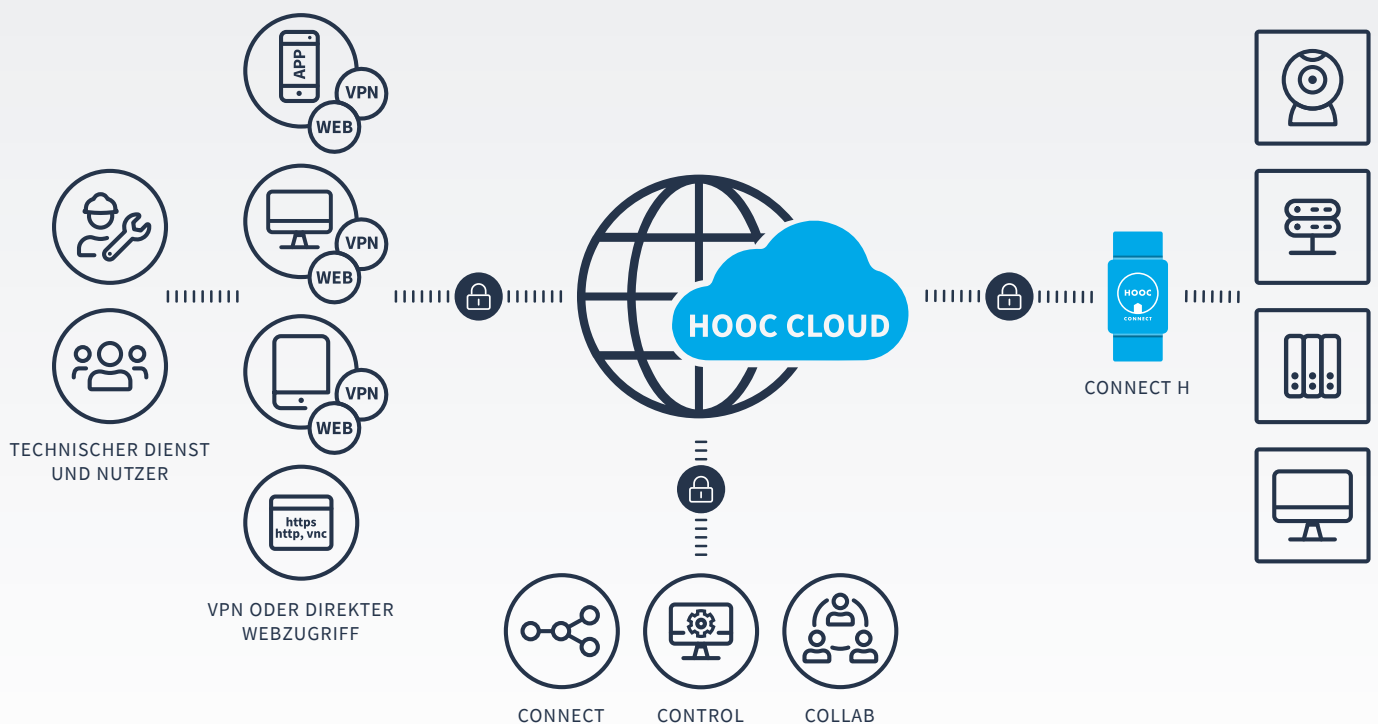 APP
VPN
WEB
VPN
WEB
VPN
WEB
TECHNISCHER DIENST
UND NUTZER
https
http, vnc
VPN ODER DIREKTER
WEBZUGRIFF
HOOC CLOUD
HOOC
CONNECT
CONNECT H
CONNECT
CONTROL
COLLAB